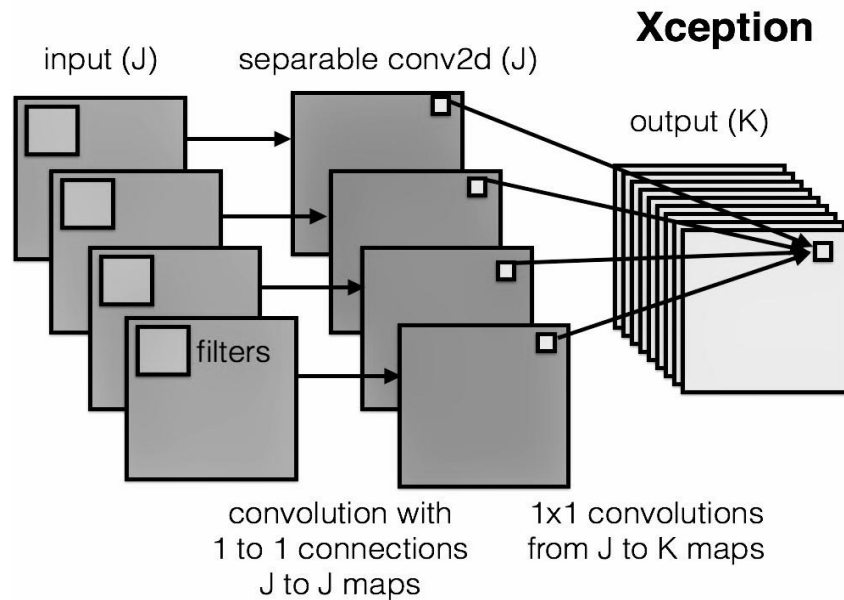 Xception
input (J)
separable conv2d (J)
output (K)
filters
convolution with
1 to 1 connections
J to J maps
1x1 convolutions
from J to K maps